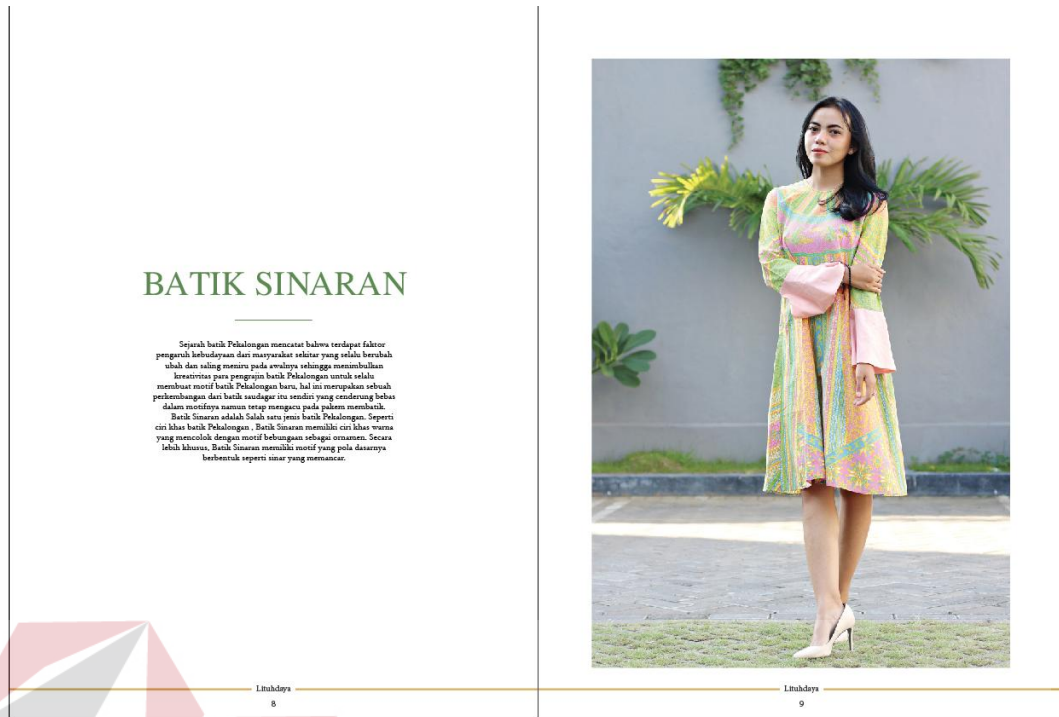 BATIK SINARAN
Sejarah batik Pekalongan mencatat bahwa terdapat faktor
pengaruh kebudayaan dari masyarakat sekitar yang selalu berubah
ubah dan saling meniru pada awalnya sehingga menimbulkan
kreativitas para pengrajin batik Pekalongan untuk selalu
membuat motif batik Pekalongan baru, hal ini merupakan sebuah
perkembangan dari batik saudagar itu sendiri yang cenderung bebas
dalam motifnya namun tetap mengacu pada pakem membatik.
Batik Sinaran adalah Salah satu jenis batik Pekalongan. Seperti
ciri khas batik Pekalongan , Batik Sinaran memiliki ciri khas warna
yang mencolok dengan motif bebungaan sebagai ornamen. Secara
lebih khusus, Batik Sinaran memiliki motif yang pola dasarnya
berbentuk seperti sinar yang memancar.
Lituhdaya
8
Lituhdaya
9